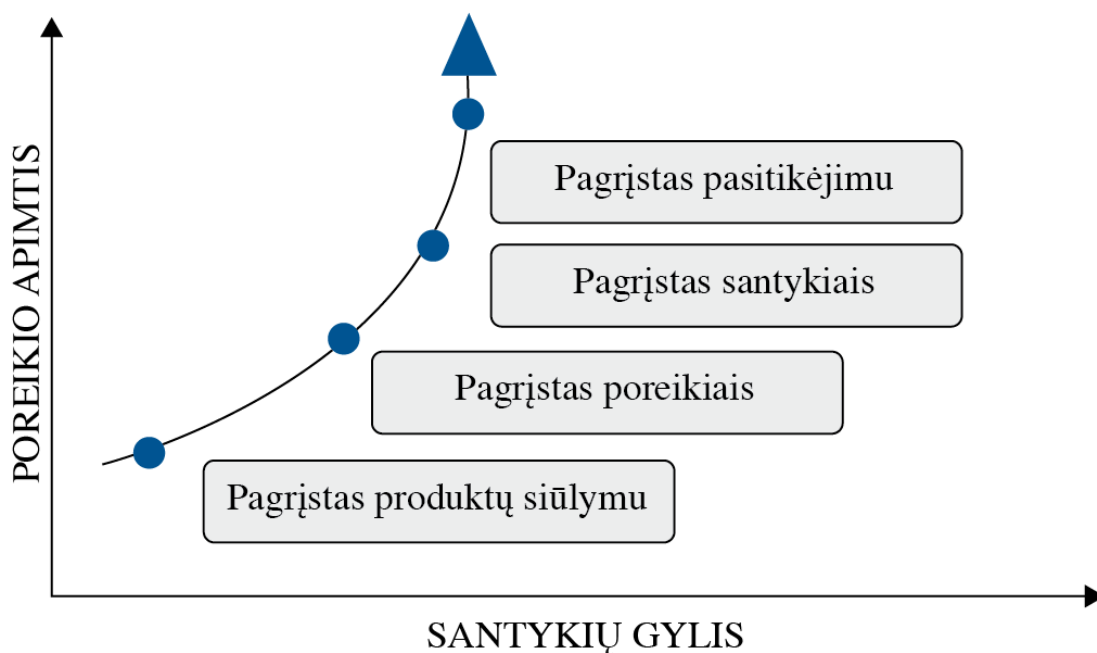 POREIKIO APIMTIS
Pagrįstas pasitikėjimu
Pagrįstas santykiais
Pagrįstas poreikiais
Pagrįstas produktų siūlymu
SANTYKIŲ GYLIS